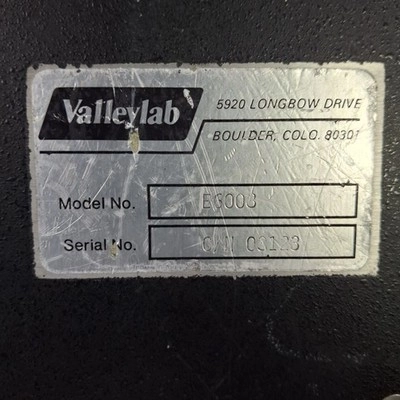 Valleylab
5920 LONGBOW DRIVE
BOULDER, COLO. 80301
Model No. E6008
Serial No.